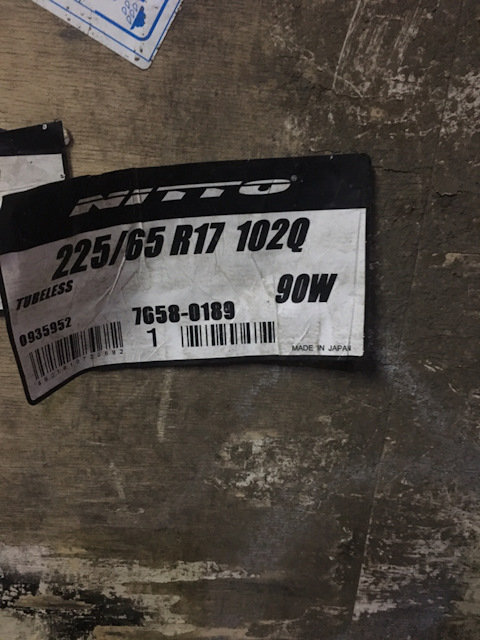 NITTO
225/65 R17 102Q
TUBELESS
90W
0935952
7658-0189
1
MADE IN JAPAN